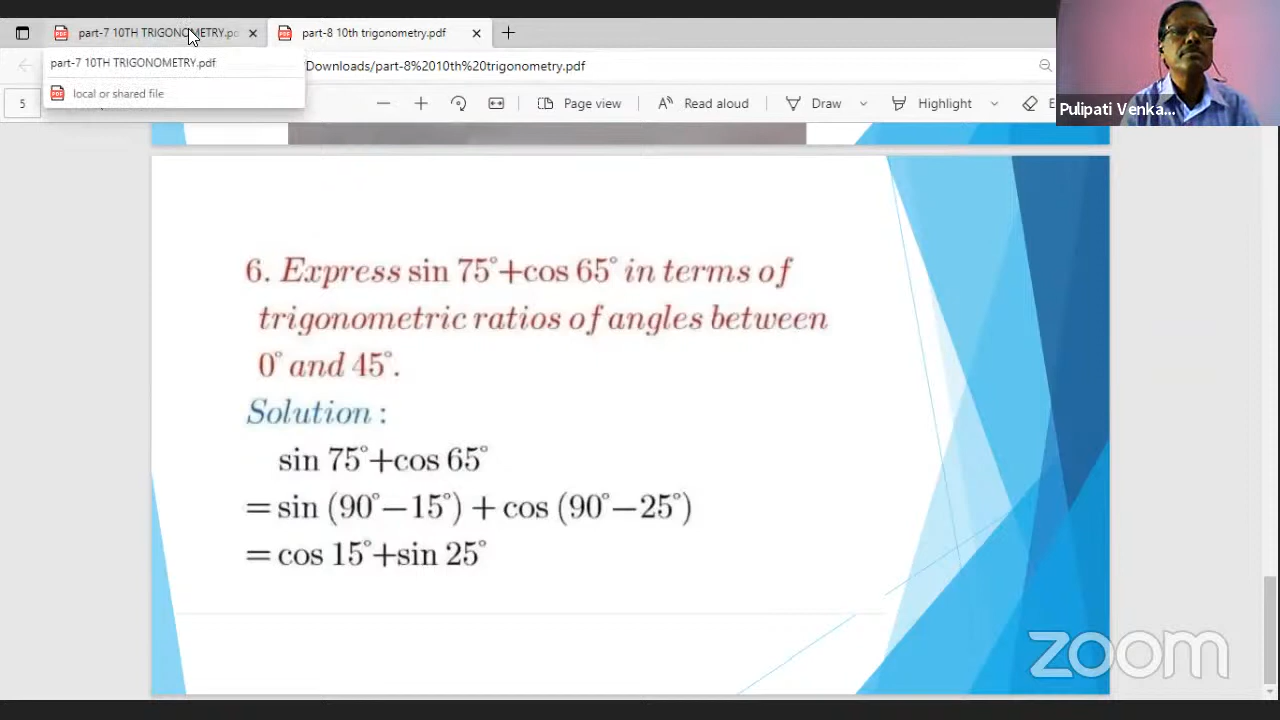 part-7 10TH TRIGONOMETRY.po
part-8 10th trigonometry.pdf
part-7 10TH TRIGONOMETRY.pdf
/Downloads/part-8%2010th%20trigonometry.pdf
local or shared file
5
Page view
Read aloud
Draw
Highlight
E
Pulipati Venka...
6. Express sin 75°+cos 65° in terms of
trigonometric ratios of angles between
0° and 45°.
Solution :
sin 75°+cos 65°
= sin (90°−15°) + cos (90°−25°)
= cos 15°+sin 25°
zoom